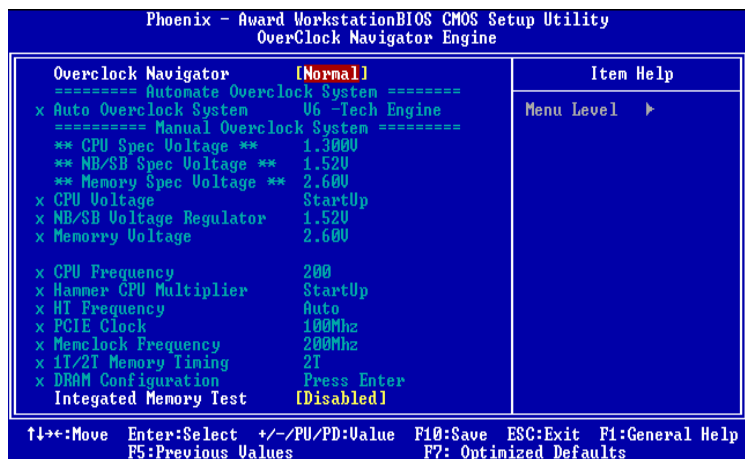 Phoenix - Award WorkstationBIOS CMOS Setup Utility
OverClock Navigator Engine
Overclock Navigator [Normal]
========= Automate Overclock System ========
x Auto Overclock System V6 -Tech Engine
========== Manual Overclock System =========
** CPU Spec Voltage ** 1.300V
** NB/SB Spec Voltage ** 1.52V
** Memory Spec Voltage ** 2.60V
x CPU Voltage StartUp
x NB/SB Voltage Regulator 1.52V
x Memorry Voltage 2.60V
x CPU Frequency 200
x Hammer CPU Multiplier StartUp
x HT Frequency Auto
x PCIE Clock 100Mhz
x Memclock Frequency 200Mhz
x 1T/2T Memory Timing 2T
x DRAM Configuration Press Enter
Integated Memory Test [Disabled]
Item Help
Menu Level ▶
↑↓→←:Move Enter:Select +/-/PU/PD:Value F10:Save ESC:Exit F1:General Help
F5:Previous Values F7: Optimized Defaults